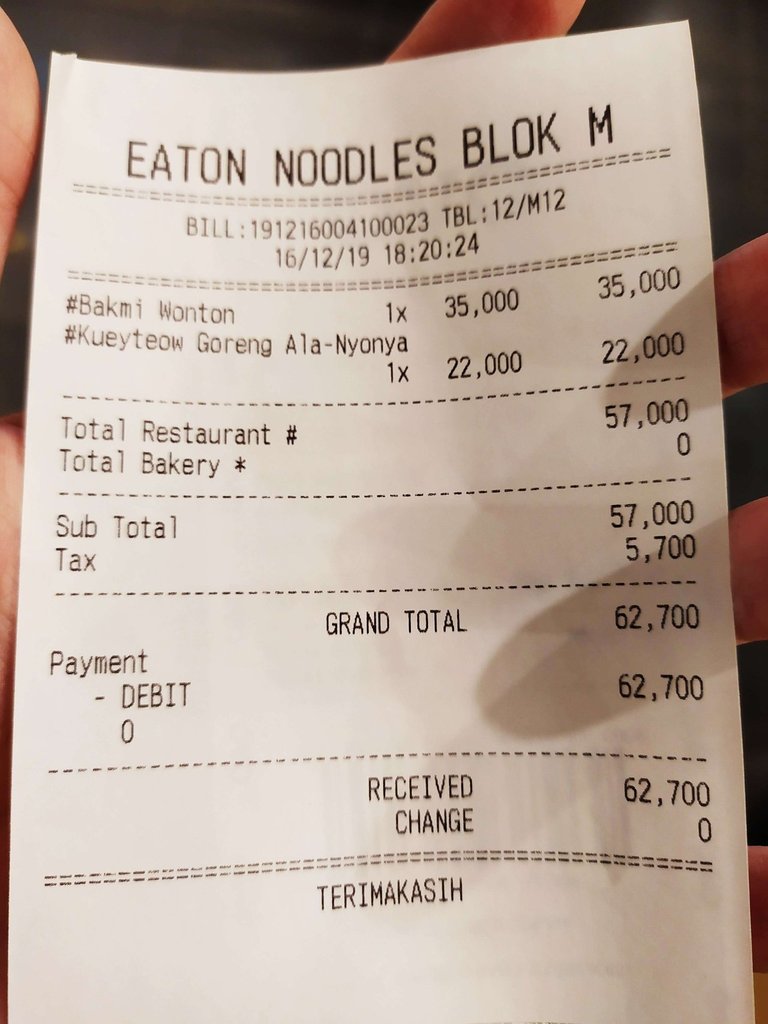 EATON NOODLES BLOK M
BILL:191216004100023 TBL:12/M12
16/12/19 18:20:24
#Bakmi Wonton 1x 35,000 35,000
#Kueyteow Goreng Ala-Nyonya
1x 22,000 22,000
Total Restaurant # 57,000
Total Bakery * 0
Sub Total 57,000
Tax 5,700
GRAND TOTAL 62,700
Payment
- DEBIT 62,700
0
RECEIVED 62,700
CHANGE 0
TERIMAKASIH